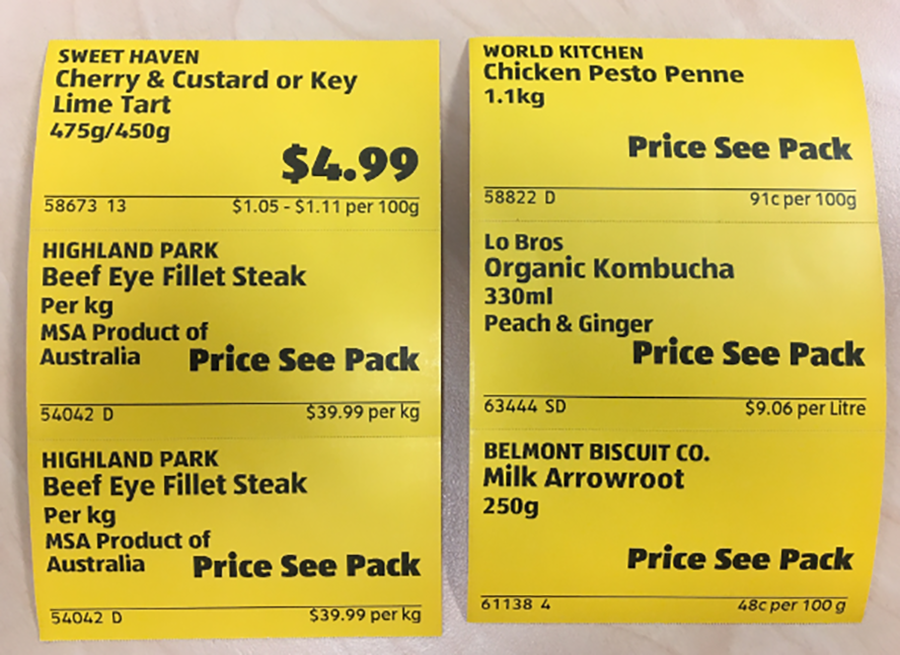 SWEET HAVEN
Cherry & Custard or Key
Lime Tart
475g/450g
$4.99
58673 13 $1.05 - $1.11 per 100g
HIGHLAND PARK
Beef Eye Fillet Steak
Per kg
MSA Product of
Australia Price See Pack
54042 D $39.99 per kg
HIGHLAND PARK
Beef Eye Fillet Steak
Per kg
MSA Product of
Australia Price See Pack
54042 D $39.99 per kg
WORLD KITCHEN
Chicken Pesto Penne
1.1kg
Price See Pack
58822 D 91c per 100g
Lo Bros
Organic Kombucha
330ml
Peach & Ginger
Price See Pack
63444 SD $9.06 per Litre
BELMONT BISCUIT CO.
Milk Arrowroot
250g
Price See Pack
61138 4 48c per 100 g